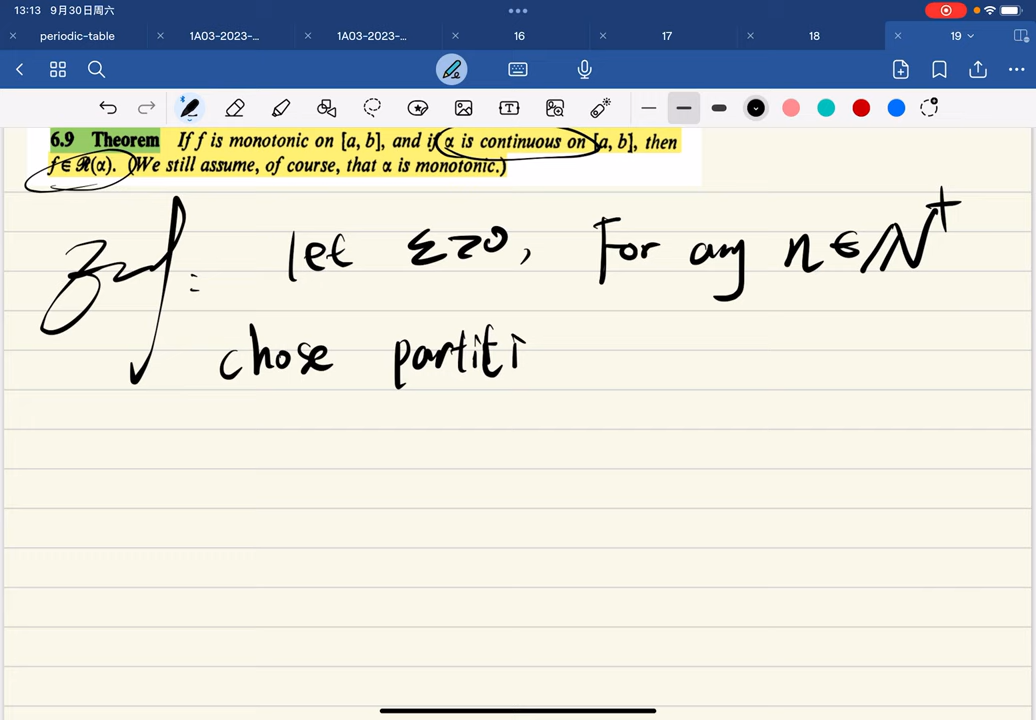 13:13 9月30日周六
periodic-table
1A03-2023-...
1A03-2023-...
16
17
18
19
6.9 Theorem If f is monotonic on [a, b], and if α is continuous on [a, b], then
f ∈ ℛ(α). (We still assume, of course, that α is monotonic.)
let ε>0, For any n∈ℕ⁺
chose partiti